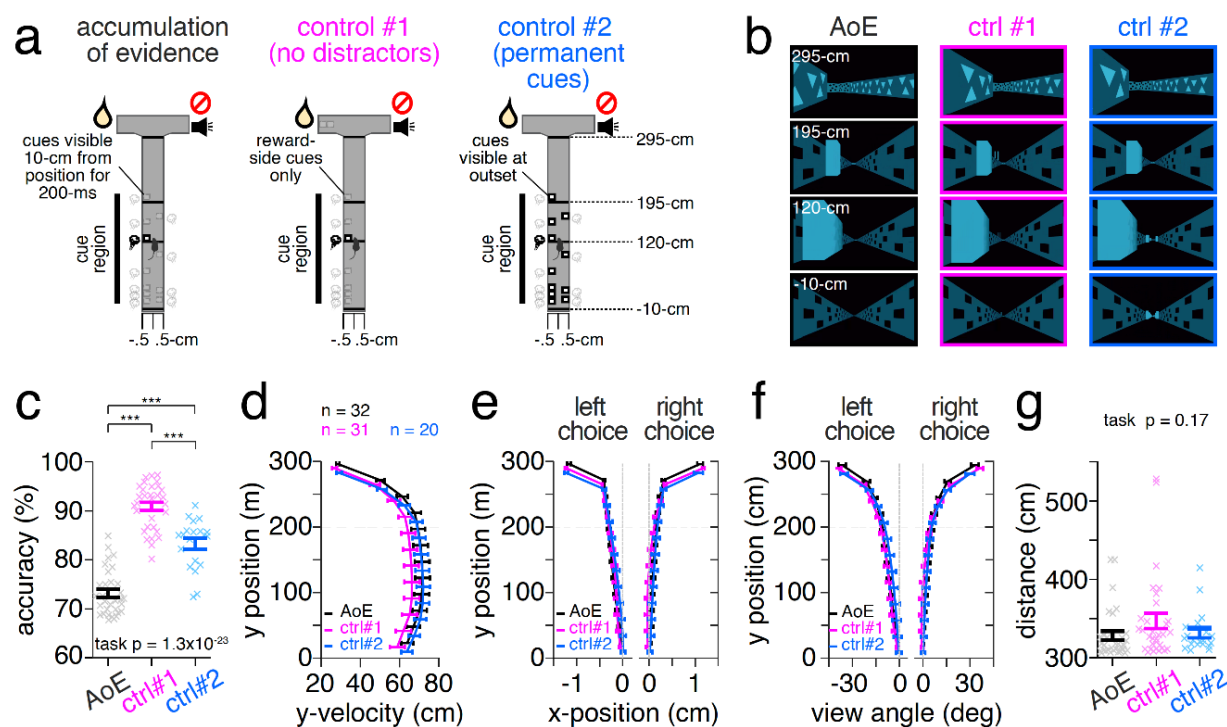 a
accumulation
of evidence
control #1
(no distractors)
control #2
(permanent
cues)
cues visible
10-cm from
position for
200-ms
reward-
side cues
only
cues
visible at
outset
295-cm
195-cm
120-cm
-10-cm
cue
region
cue
region
cue
region
-.5 .5-cm
-.5 .5-cm
-.5 .5-cm
b
AoE
ctrl #1
ctrl #2
295-cm
195-cm
120-cm
-10-cm
c
***
***
***
accuracy (%)
100
90
80
70
60
task p = 1.3x10-23
AoE
ctrl#1
ctrl#2
d
n = 32
n = 31
n = 20
y position (m)
300
200
100
0
AoE
ctrl#1
ctrl#2
20
40
60
80
y-velocity (cm)
e
left
choice
right
choice
y position (m)
300
200
100
0
AoE
ctrl#1
ctrl#2
-1
0
0
1
x-position (cm)
f
left
choice
right
choice
y position (cm)
300
200
100
0
AoE
ctrl#1
ctrl#2
-30
0
0
30
view angle (deg)
g
task p = 0.17
distance (cm)
500
400
350
300
AoE
ctrl#1
ctrl#2